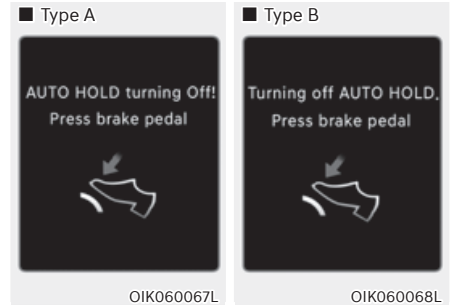 ■ Type A
AUTO HOLD turning Off!
Press brake pedal
OIK060067L
■ Type B
Turning off AUTO HOLD.
Press brake pedal
OIK060068L